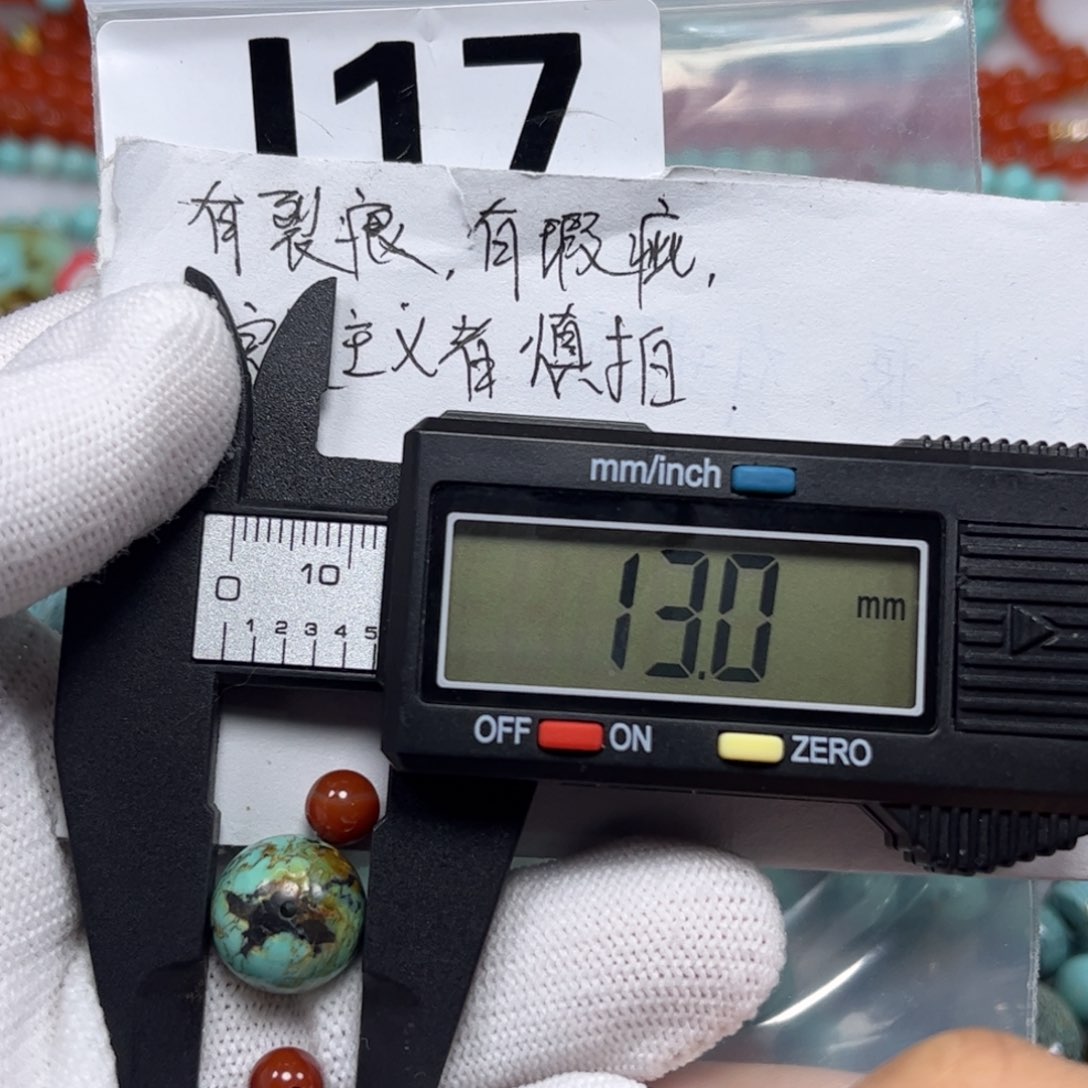 117
有裂痕,有瑕疵,
主义者慎拍.
mm/inch
0 10
1 2 3 4 5
13.0 mm
OFF ON ZERO